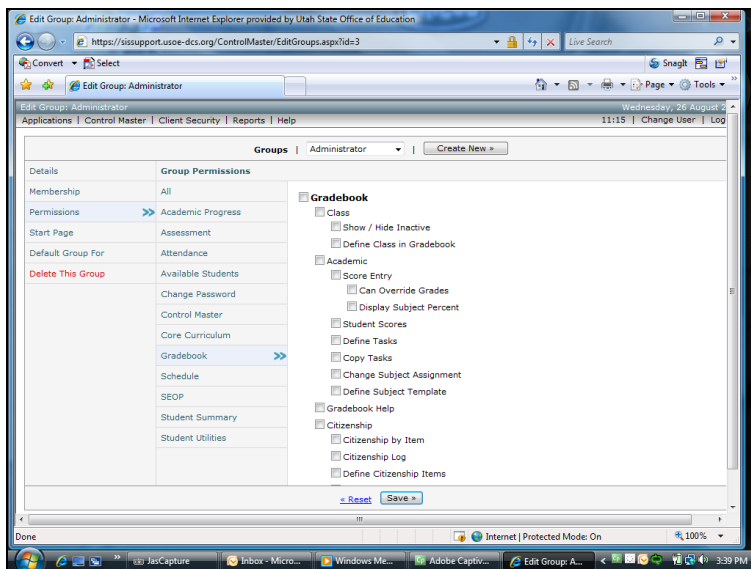 Edit Group: Administrator - Microsoft Internet Explorer provided by Utah State Office of Education
https://sissupport.usoe-dcs.org/ControlMaster/EditGroups.aspx?id=3
Live Search
Convert Select
SnagIt
Edit Group: Administrator
Page Tools
Edit Group: Administrator
Wednesday, 26 August 2
Applications | Control Master | Client Security | Reports | Help
11:15 | Change User | Log
Groups | Administrator | Create New »
Details
Membership
Permissions
Start Page
Default Group For
Delete This Group
Group Permissions
All
Academic Progress
Assessment
Attendance
Available Students
Change Password
Control Master
Core Curriculum
Gradebook
Schedule
SEOP
Student Summary
Student Utilities
Gradebook
Class
Show / Hide Inactive
Define Class in Gradebook
Academic
Score Entry
Can Override Grades
Display Subject Percent
Student Scores
Define Tasks
Copy Tasks
Change Subject Assignment
Define Subject Template
Gradebook Help
Citizenship
Citizenship by Item
Citizenship Log
Define Citizenship Items
« Reset Save »
Done
Internet | Protected Mode: On
100%
JasCapture
Inbox - Micro...
Windows Me...
Adobe Captiv...
Edit Group: A...
3:39 PM